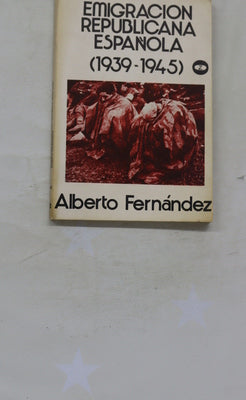 EMIGRACION
REPUBLICANA
ESPAÑOLA
(1939-1945)
Alberto Fernández